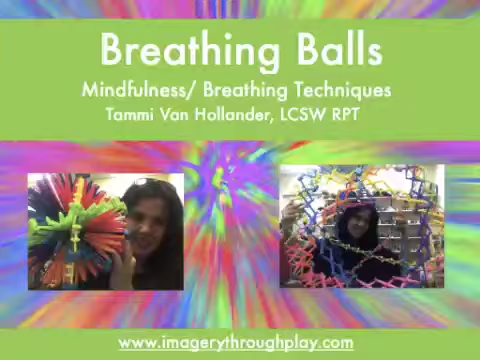 Breathing Balls
Mindfulness/ Breathing Techniques
Tammi Van Hollander, LCSW RPT
www.imagerythroughplay.com